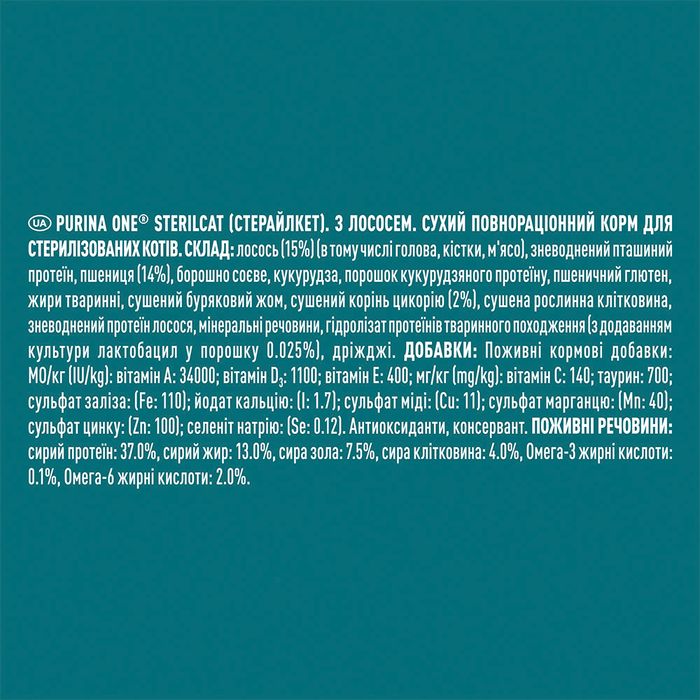 UA PURINA ONE® STERILCAT (СТЕРАЙЛКЕТ). З ЛОСОСЕМ. СУХИЙ ПОВНОРАЦІОННИЙ КОРМ ДЛЯ
СТЕРИЛІЗОВАНИХ КОТІВ. СКЛАД: лосось (15%) (в тому числі голова, кістки, м'ясо), зневоднений пташиний
протеїн, пшениця (14%), борошно соєве, кукурудза, порошок кукурудзяного протеїну, пшеничний глютен,
жири тваринні, сушений буряковий жом, сушений корінь цикорію (2%), сушена рослинна клітковина,
зневоднений протеїн лосося, мінеральні речовини, гідролізат протеїнів тваринного походження (з додаванням
культури лактобацил у порошку 0.025%), дріжджі. ДОБАВКИ: Поживні кормові добавки:
МО/кг (IU/kg): вітамін А: 34000; вітамін D₃: 1100; вітамін Е: 400; мг/кг (mg/kg): вітамін С: 140; таурин: 700;
сульфат заліза: (Fe: 110); йодат кальцію: (I: 1.7); сульфат міді: (Cu: 11); сульфат марганцю: (Mn: 40);
сульфат цинку: (Zn: 100); селеніт натрію: (Se: 0.12). Антиоксиданти, консервант. ПОЖИВНІ РЕЧОВИНИ:
сирий протеїн: 37.0%, сирий жир: 13.0%, сира зола: 7.5%, сира клітковина: 4.0%, Омега-3 жирні кислоти:
0.1%, Омега-6 жирні кислоти: 2.0%.